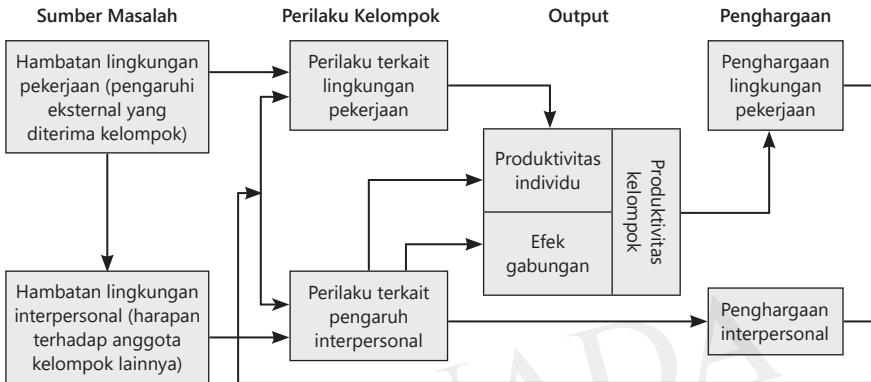 Sumber Masalah
Perilaku Kelompok
Output
Penghargaan
Hambatan lingkungan
pekerjaan (pengaruhi
eksternal yang
diterima kelompok)
Perilaku terkait
lingkungan
pekerjaan
Penghargaan
lingkungan
pekerjaan
Produktivitas
individu
Produktivitas
kelompok
Efek
gabungan
Hambatan lingkungan
interpersonal (harapan
terhadap anggota
kelompok lainnya)
Perilaku terkait
pengaruh
interpersonal
Penghargaan
interpersonal